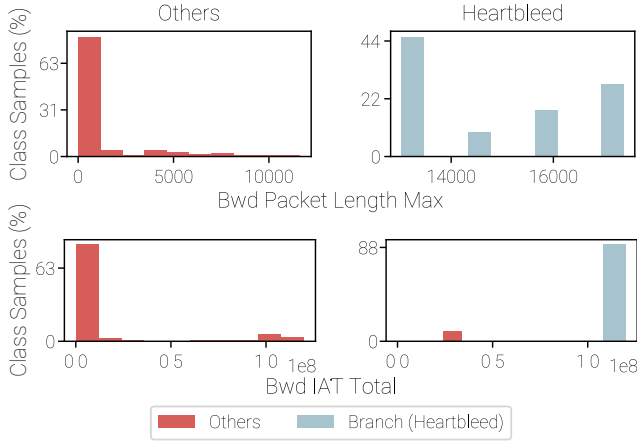 Others Heartbleed
Class Samples (%)
63
31
0
44
22
0
0 5000 10000
14000 16000
Bwd Packet Length Max
Class Samples (%)
63
0
88
0
0 0 0 5 1 0
1e8
0 0 0 5 1 0
1e8
Bwd IAT Total
Others Branch (Heartbleed)